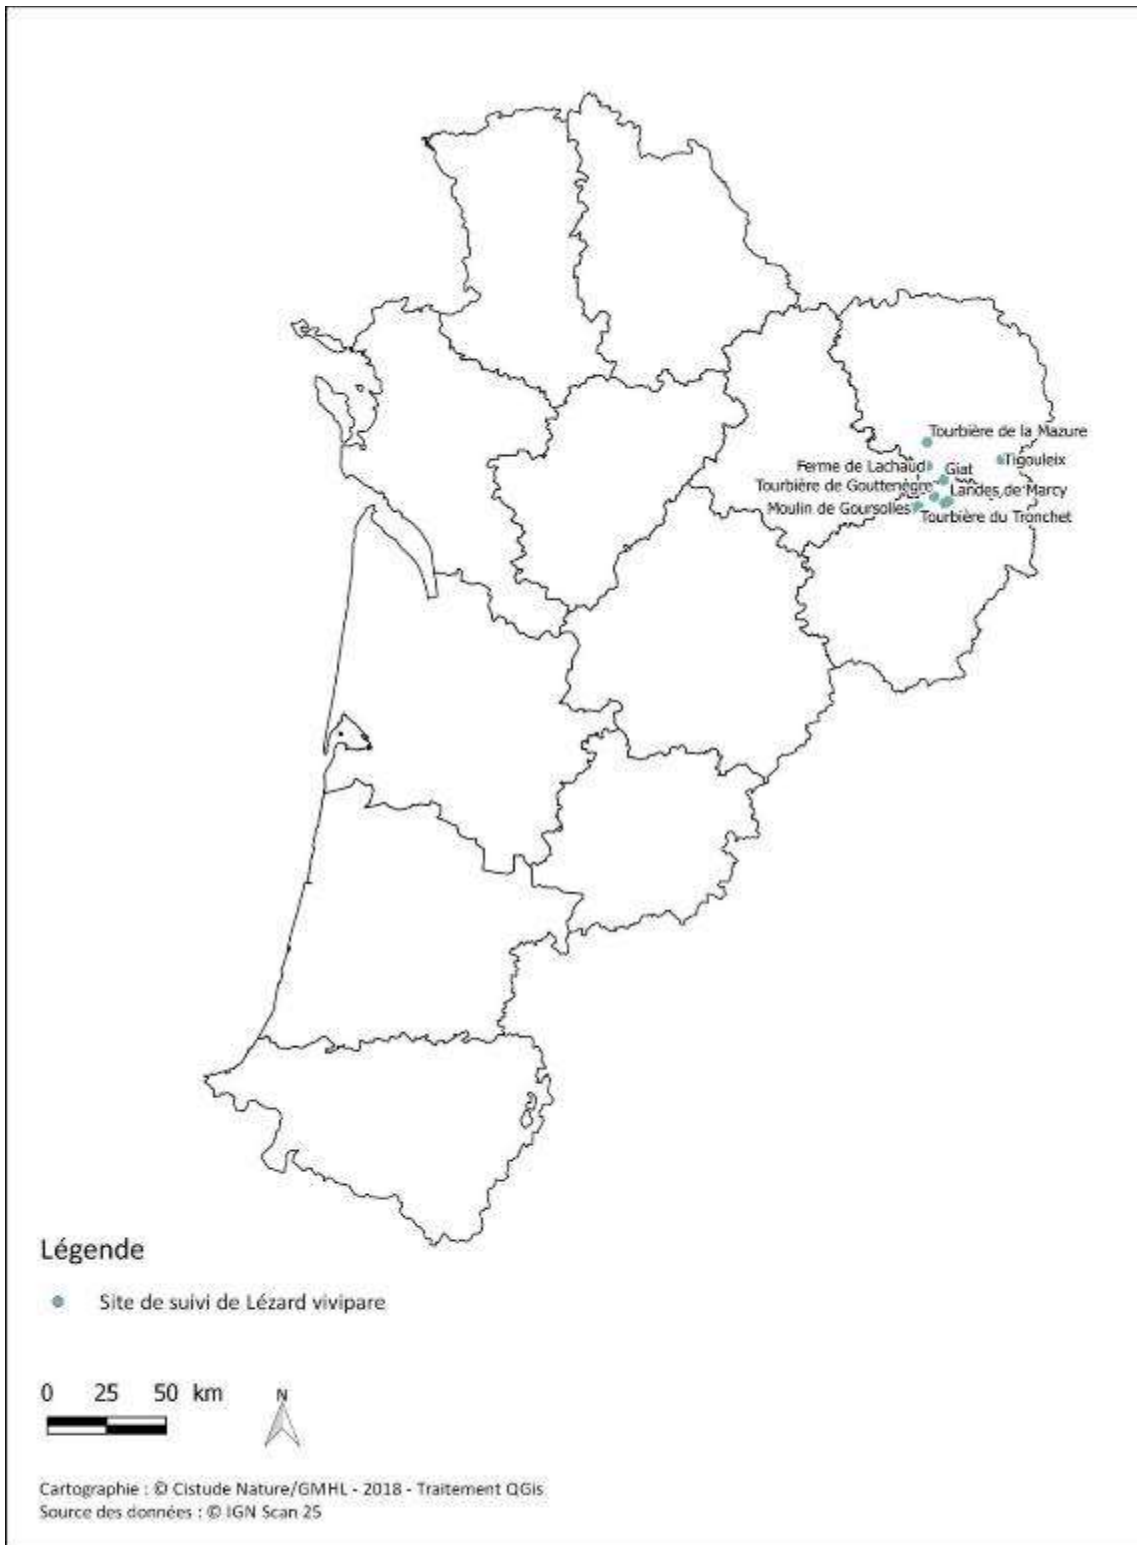 Tourbière de la Mazure
Ferme de Lachaud
Giat
Tigouleix
Tourbière de Gouttenègre
Landes de Marcy
Moulin de Goursolles
Tourbière du Tronchet
Légende
Site de suivi de Lézard vivipare
0 25 50 km
N
Cartographie : © Cistude Nature/GMHL - 2018 - Traitement QGis
Source des données : © IGN Scan 25